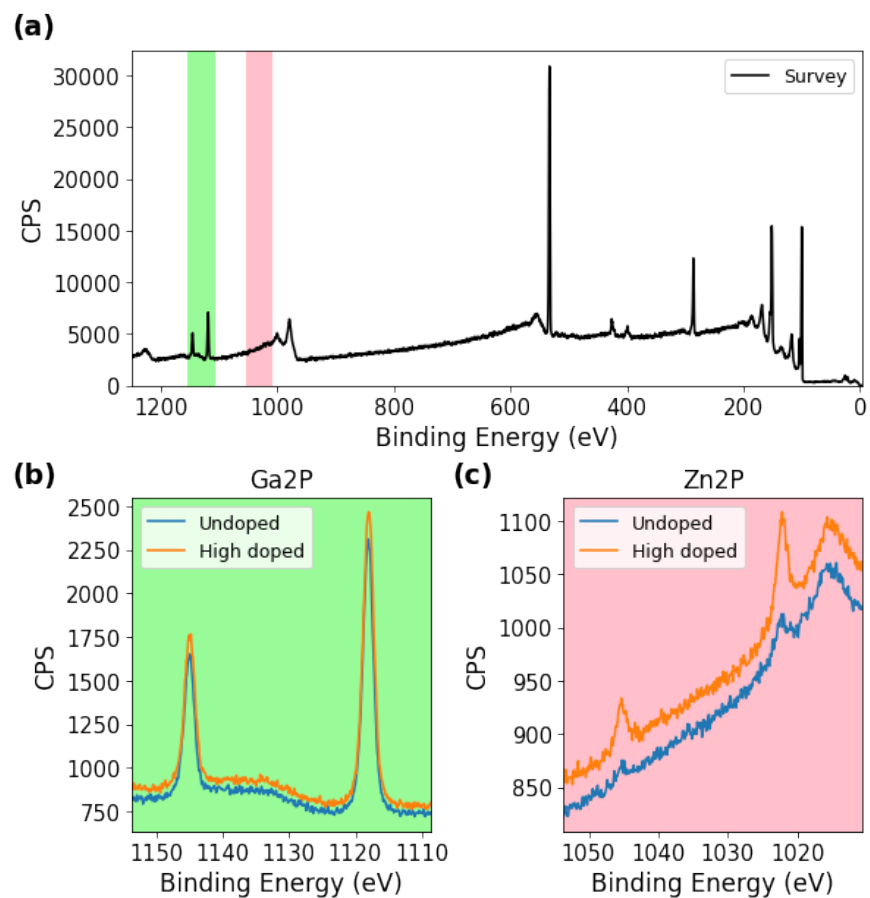 (a)
30000
25000
20000
15000
10000
5000
0
CPS
Survey
1200 1000 800 600 400 200 0
Binding Energy (eV)
(b)
Ga2P
2500
2250
2000
1750
1500
1250
1000
750
CPS
Undoped
High doped
1150 1140 1130 1120 1110
Binding Energy (eV)
(c)
Zn2P
1100
1050
1000
950
900
850
CPS
Undoped
High doped
1050 1040 1030 1020
Binding Energy (eV)